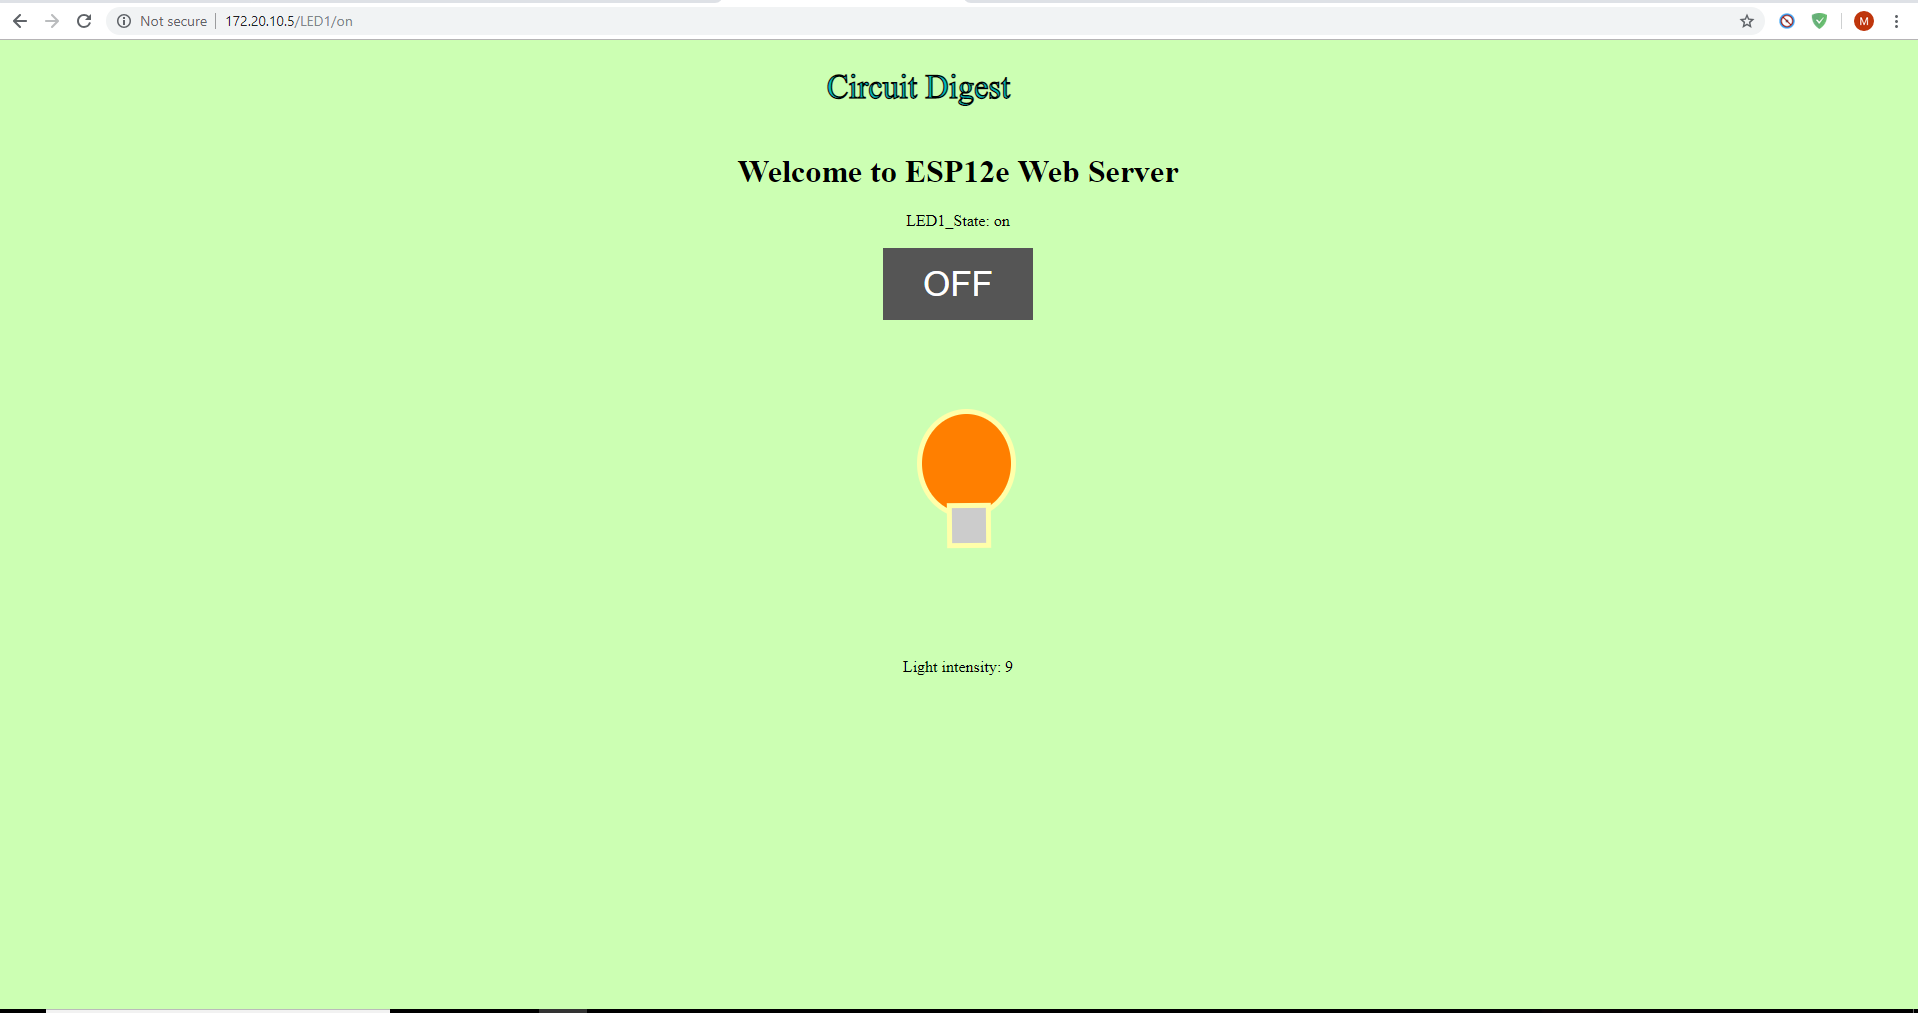 Not secure 172.20.10.5/LED1/on
M
Circuit Digest
Welcome to ESP12e Web Server
LED1_State: on
OFF
Light intensity: 9